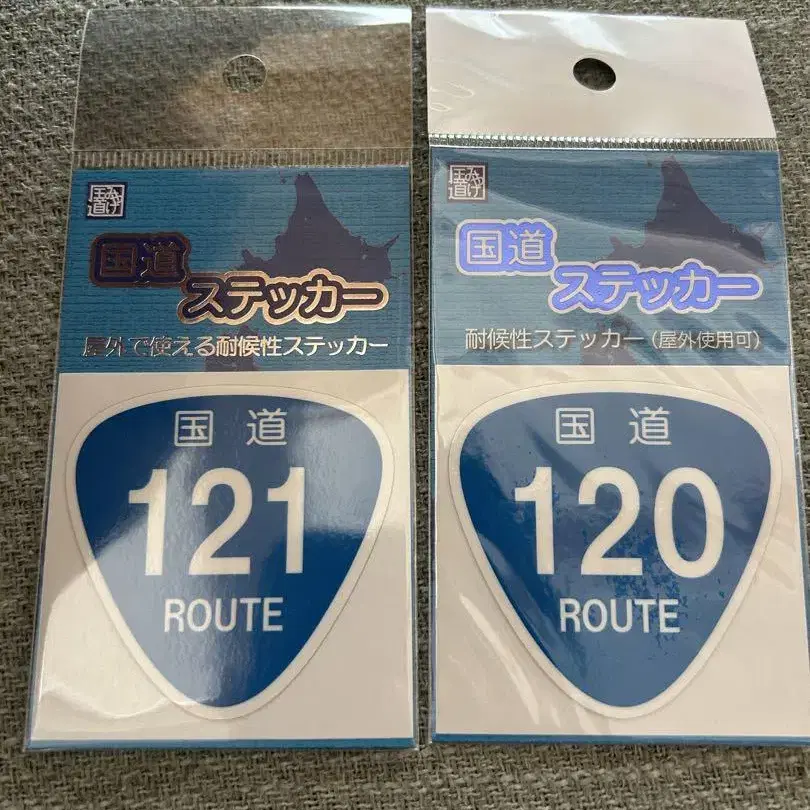 国道
ステッカー
屋外で使える耐候性ステッカー
国道
121
ROUTE
国道
ステッカー
耐候性ステッカー（屋外使用可）
国道
120
ROUTE